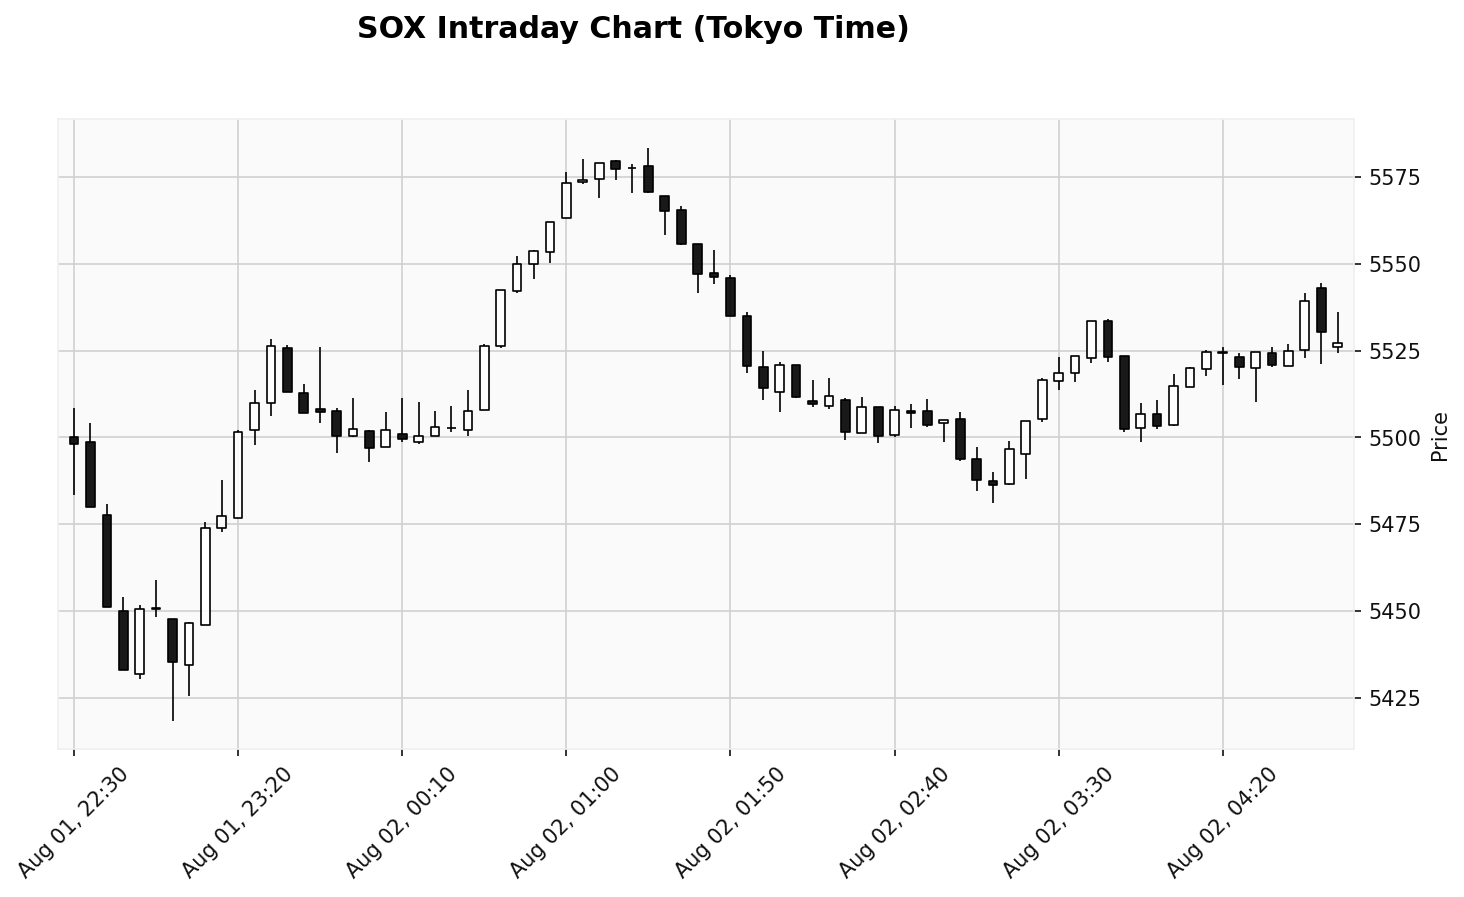 SOX Intraday Chart (Tokyo Time)
5575
5550
5525
5500
5475
5450
5425
Price
Aug 01, 22:30
Aug 01, 23:20
Aug 02, 00:10
Aug 02, 01:00
Aug 02, 01:50
Aug 02, 02:40
Aug 02, 03:30
Aug 02, 04:20